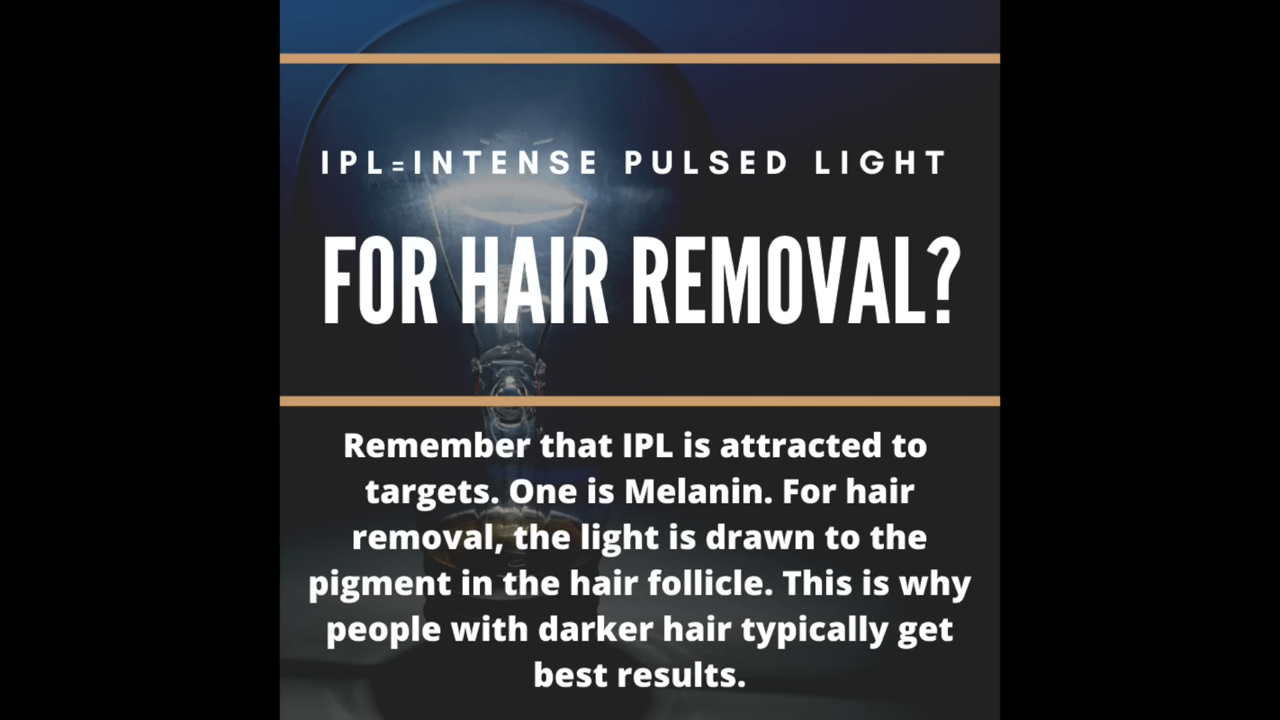 IPL=INTENSE PULSED LIGHT
FOR HAIR REMOVAL?
Remember that IPL is attracted to
targets. One is Melanin. For hair
removal, the light is drawn to the
pigment in the hair follicle. This is why
people with darker hair typically get
best results.